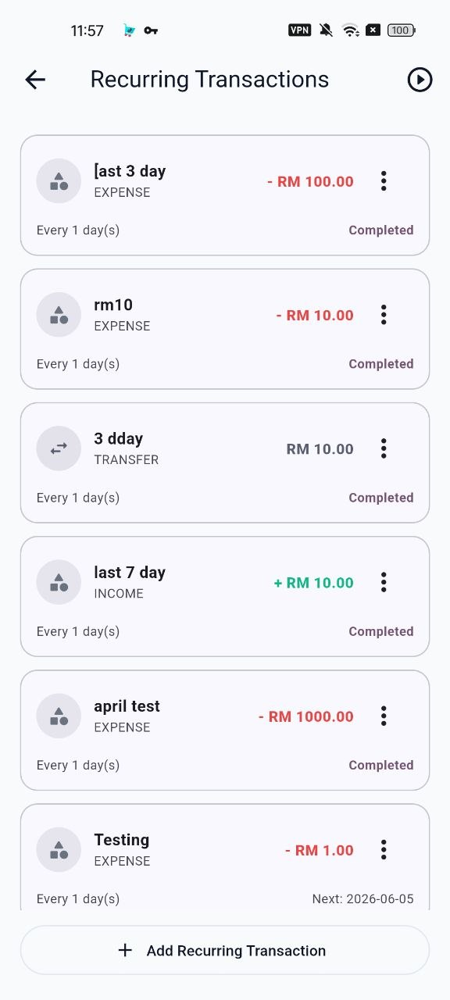 11:57
VPN
100
Recurring Transactions
[ast 3 day
EXPENSE
- RM 100.00
Every 1 day(s)
Completed
rm10
EXPENSE
- RM 10.00
Every 1 day(s)
Completed
3 dday
TRANSFER
RM 10.00
Every 1 day(s)
Completed
last 7 day
INCOME
+ RM 10.00
Every 1 day(s)
Completed
april test
EXPENSE
- RM 1000.00
Every 1 day(s)
Completed
Testing
EXPENSE
- RM 1.00
Every 1 day(s)
Next: 2026-06-05
+ Add Recurring Transaction